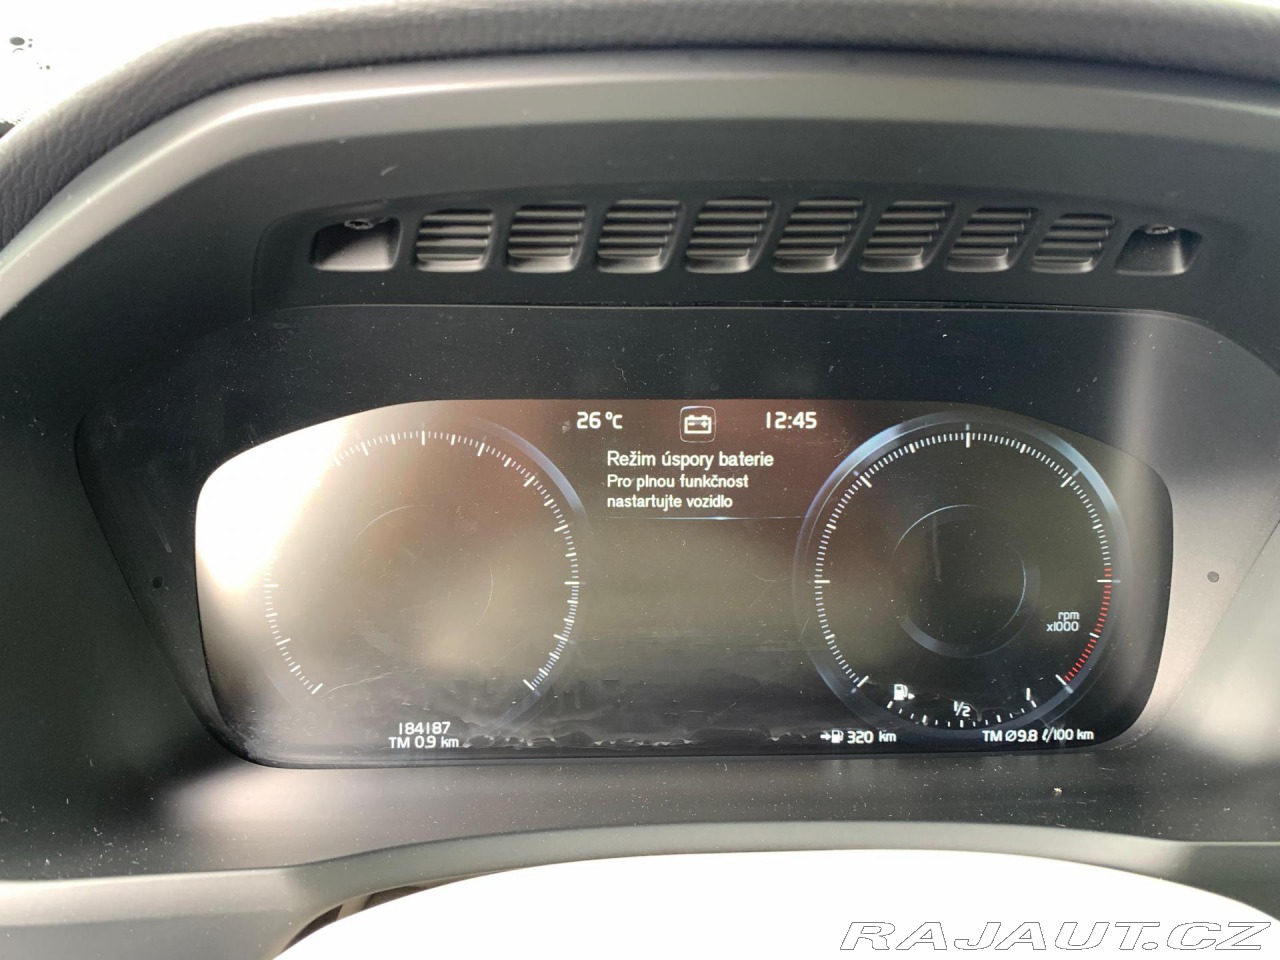 26 °C
12:45
Režim úspory baterie
Pro plnou funkčnost
nastartujte vozidlo
rpm
x1000
1/2
1
184187
TM 0.9 km
320 km
TM Ø9.8 ℓ/100 km
RAJAUT.CZ